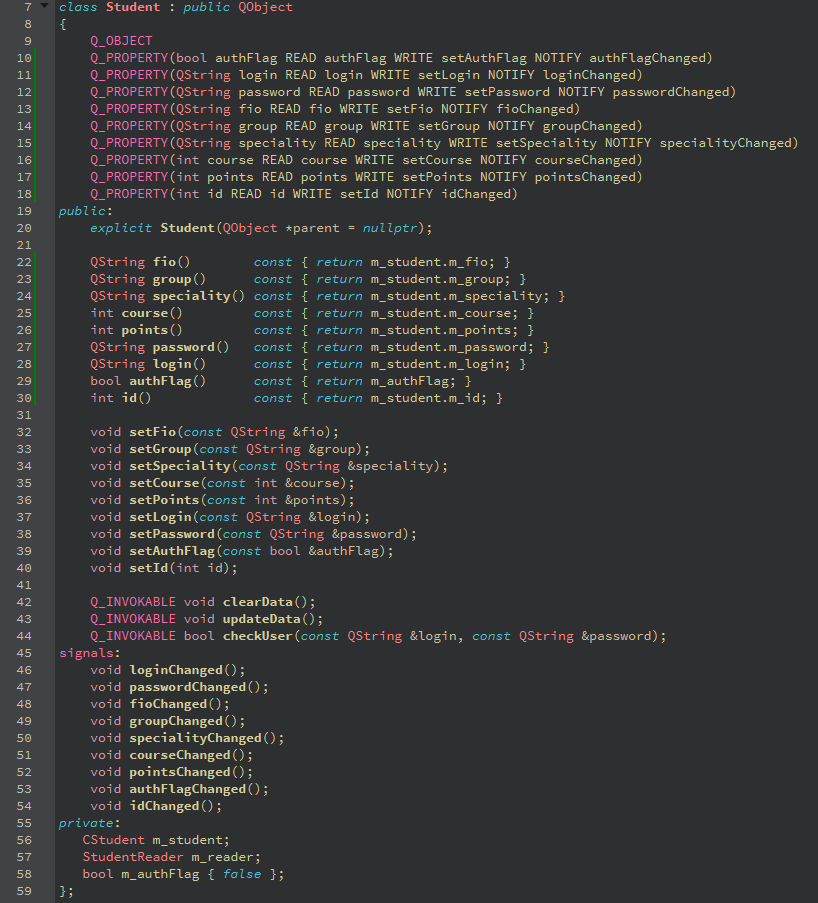 7 class Student : public QObject
8 {
9     Q_OBJECT
10     Q_PROPERTY(bool authFlag READ authFlag WRITE setAuthFlag NOTIFY authFlagChanged)
11     Q_PROPERTY(QString login READ login WRITE setLogin NOTIFY loginChanged)
12     Q_PROPERTY(QString password READ password WRITE setPassword NOTIFY passwordChanged)
13     Q_PROPERTY(QString fio READ fio WRITE setFio NOTIFY fioChanged)
14     Q_PROPERTY(QString group READ group WRITE setGroup NOTIFY groupChanged)
15     Q_PROPERTY(QString speciality READ speciality WRITE setSpeciality NOTIFY specialityChanged)
16     Q_PROPERTY(int course READ course WRITE setCourse NOTIFY courseChanged)
17     Q_PROPERTY(int points READ points WRITE setPoints NOTIFY pointsChanged)
18     Q_PROPERTY(int id READ id WRITE setId NOTIFY idChanged)
19 public:
20     explicit Student(QObject *parent = nullptr);
21
22     QString fio()        const { return m_student.m_fio; }
23     QString group()      const { return m_student.m_group; }
24     QString speciality() const { return m_student.m_speciality; }
25     int course()         const { return m_student.m_course; }
26     int points()         const { return m_student.m_points; }
27     QString password()   const { return m_student.m_password; }
28     QString login()      const { return m_student.m_login; }
29     bool authFlag()      const { return m_authFlag; }
30     int id()             const { return m_student.m_id; }
31
32     void setFio(const QString &fio);
33     void setGroup(const QString &group);
34     void setSpeciality(const QString &speciality);
35     void setCourse(const int &course);
36     void setPoints(const int &points);
37     void setLogin(const QString &login);
38     void setPassword(const QString &password);
39     void setAuthFlag(const bool &authFlag);
40     void setId(int id);
41
42     Q_INVOKABLE void clearData();
43     Q_INVOKABLE void updateData();
44     Q_INVOKABLE bool checkUser(const QString &login, const QString &password);
45 signals:
46     void loginChanged();
47     void passwordChanged();
48     void fioChanged();
49     void groupChanged();
50     void specialityChanged();
51     void courseChanged();
52     void pointsChanged();
53     void authFlagChanged();
54     void idChanged();
55 private:
56    CStudent m_student;
57    StudentReader m_reader;
58    bool m_authFlag { false };
59 };